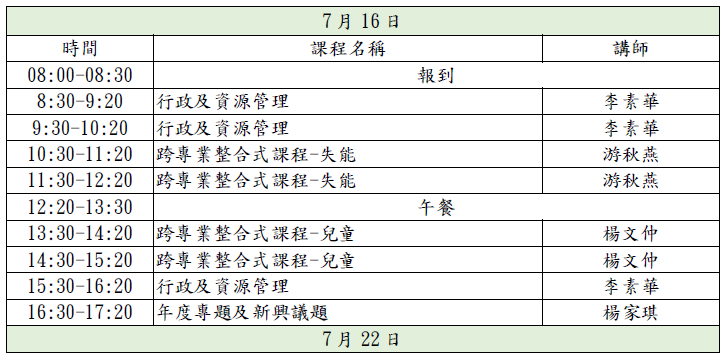 7 月 16 日
時間 課程名稱 講師
08:00-08:30 報到
8:30-9:20 行政及資源管理 李素華
9:30-10:20 行政及資源管理 李素華
10:30-11:20 跨專業整合式課程-失能 游秋燕
11:30-12:20 跨專業整合式課程-失能 游秋燕
12:20-13:30 午餐
13:30-14:20 跨專業整合式課程-兒童 楊文仲
14:30-15:20 跨專業整合式課程-兒童 楊文仲
15:30-16:20 行政及資源管理 李素華
16:30-17:20 年度專題及新興議題 楊家琪
7 月 22 日